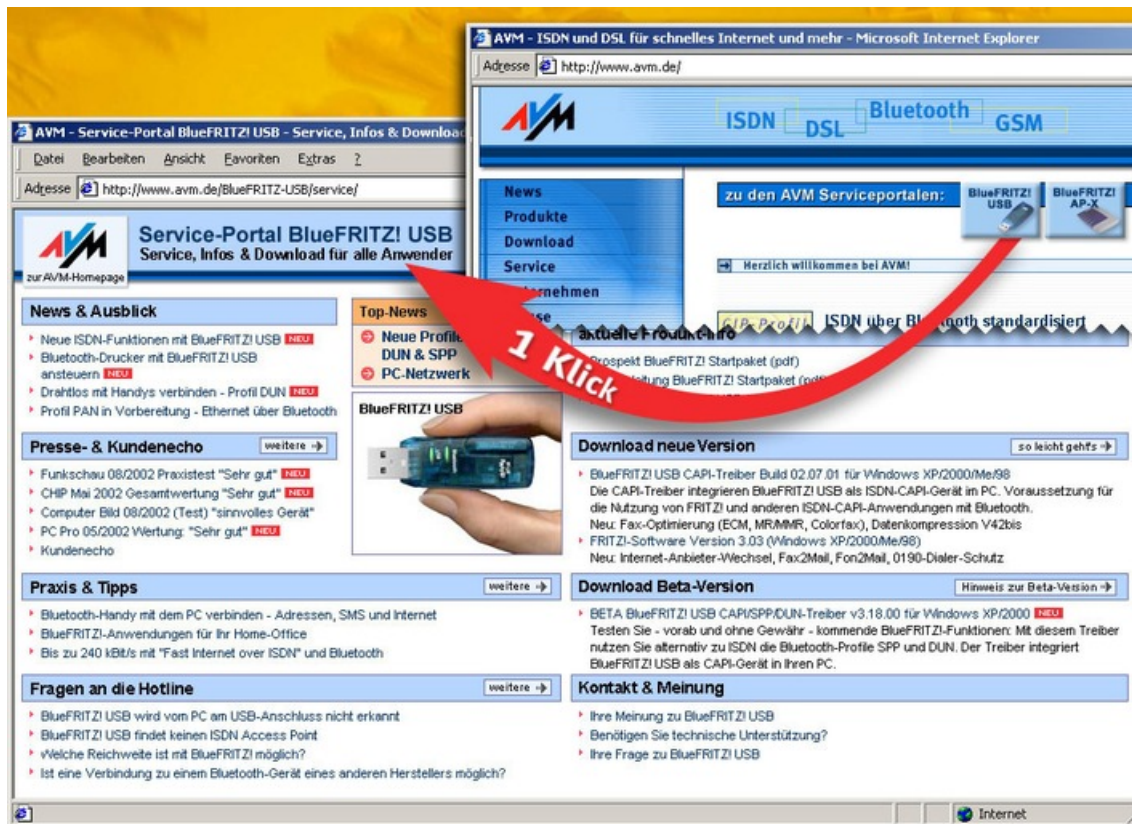 AVM - ISDN und DSL für schnelles Internet und mehr - Microsoft Internet Explorer
Adresse http://www.avm.de/
AVM
ISDN DSL Bluetooth GSM
News
Produkte
Download
Service
zu den AVM Serviceportalen:
BlueFRITZ! USB
BlueFRITZ! AP-X
Herzlich willkommen bei AVM!
ISDN über standardisiert
1 Klick
AVM - Service-Portal BlueFRITZ! USB - Service, Infos & Download
Datei Bearbeiten Ansicht Favoriten Extras ?
Adresse http://www.avm.de/BlueFRITZ-USB/service/
AVM
zur AVM-Homepage
Service-Portal BlueFRITZ! USB
Service, Infos & Download für alle Anwender
News & Ausblick
Neue ISDN-Funktionen mit BlueFRITZ! USB NEU
Bluetooth-Drucker mit BlueFRITZ! USB
ansteuern NEU
Drahtlos mit Handys verbinden - Profil DUN NEU
Profil PAN in Vorbereitung - Ethernet über Bluetooth
Top-News
Neue Profile
DUN & SPP
PC-Netzwerk
aktuelle Produkt-Info
Prospekt BlueFRITZ! Startpaket (pdf)
BlueFRITZ! Startpaket
Presse- & Kundenecho weitere
Funkschau 08/2002 Praxistest "Sehr gut" NEU
CHIP Mai 2002 Gesamtwertung "Sehr gut" NEU
Computer Bild 08/2002 (Test) "sinnvolles Gerät"
PC Pro 05/2002 Wertung: "Sehr gut" NEU
Kundenecho
BlueFRITZ! USB
Download neue Version so leicht geht's
BlueFRITZ! USB CAPI-Treiber Build 02.07.01 für Windows XP/2000/Me/98
Die CAPI-Treiber integrieren BlueFRITZ! USB als ISDN-CAPI-Gerät im PC. Voraussetzung für
die Nutzung von FRITZ! und anderen ISDN-CAPI-Anwendungen mit Bluetooth.
Neu: Fax-Optimierung (ECM, MR/MMR, Colorfax), Datenkompression V42bis
FRITZ!-Software Version 3.03 (Windows XP/2000/Me/98)
Neu: Internet-Anbieter-Wechsel, Fax2Mail, Fon2Mail, 0190-Dialer-Schutz
Praxis & Tipps weitere
Bluetooth-Handy mit dem PC verbinden - Adressen, SMS und Internet
BlueFRITZ!-Anwendungen für Ihr Home-Office
Bis zu 240 kBit/s mit "Fast Internet over ISDN" und Bluetooth
Download Beta-Version Hinweis zur Beta-Version
BETA BlueFRITZ! USB CAPI/SPP/DUN-Treiber v3.18.00 für Windows XP/2000 NEU
Testen Sie - vorab und ohne Gewähr - kommende BlueFRITZ!-Funktionen: Mit diesem Treiber
nutzen Sie alternativ zu ISDN die Bluetooth-Profile SPP und DUN. Der Treiber integriert
BlueFRITZ! USB als CAPI-Gerät in Ihren PC.
Fragen an die Hotline weitere
BlueFRITZ! USB wird vom PC am USB-Anschluss nicht erkannt
BlueFRITZ! USB findet keinen ISDN Access Point
Welche Reichweite ist mit BlueFRITZ! möglich?
Ist eine Verbindung zu einem Bluetooth-Gerät eines anderen Herstellers möglich?
Kontakt & Meinung
Ihre Meinung zu BlueFRITZ! USB
Benötigen Sie technische Unterstützung?
Ihre Frage zu BlueFRITZ! USB
Internet